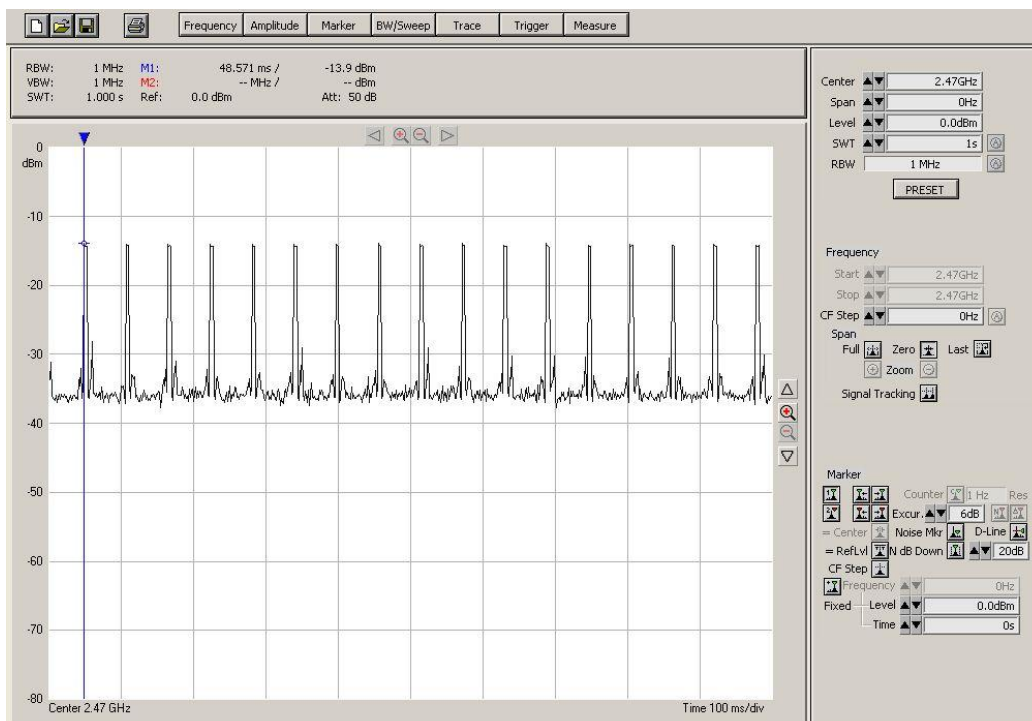 Frequency Amplitude Marker BW/Sweep Trace Trigger Measure
RBW: 1 MHz M1: 48.571 ms / -13.9 dBm
VBW: 1 MHz M2: -- MHz / -- dBm
SWT: 1.000 s Ref: 0.0 dBm Att: 50 dB
0
dBm
-10
-20
-30
-40
-50
-60
-70
-80
Center 2.47 GHz Time 100 ms/div
Center 2.47GHz
Span 0Hz
Level 0.0dBm
SWT 1s
RBW 1 MHz
PRESET
Frequency
Start 2.47GHz
Stop 2.47GHz
CF Step 0Hz
Span
Full Zero Last
Zoom
Signal Tracking
Marker
Counter 1 Hz Res
Excur. 6dB
= Center Noise Mkr D-Line
= RefLvl N dB Down 20dB
CF Step
Frequency 0Hz
Fixed Level 0.0dBm
Time 0s